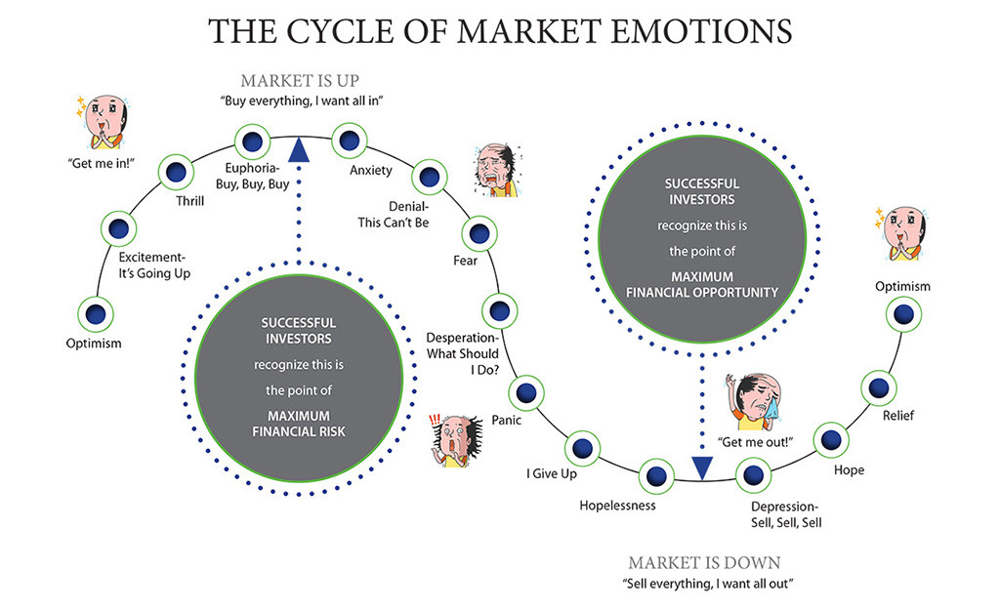 THE CYCLE OF MARKET EMOTIONS
MARKET IS UP
“Buy everything, I want all in”
“Get me in!”
Optimism
Excitement-
It’s Going Up
Thrill
Euphoria-
Buy, Buy, Buy
Anxiety
Denial-
This Can’t Be
Fear
Desperation-
What Should
I Do?
Panic
I Give Up
Hopelessness
Depression-
Sell, Sell, Sell
Hope
Relief
Optimism
SUCCESSFUL
INVESTORS
recognize this is
the point of
MAXIMUM
FINANCIAL RISK
!!
SUCCESSFUL
INVESTORS
recognize this is
the point of
MAXIMUM
FINANCIAL OPPORTUNITY
“Get me out!”
MARKET IS DOWN
“Sell everything, I want all out”